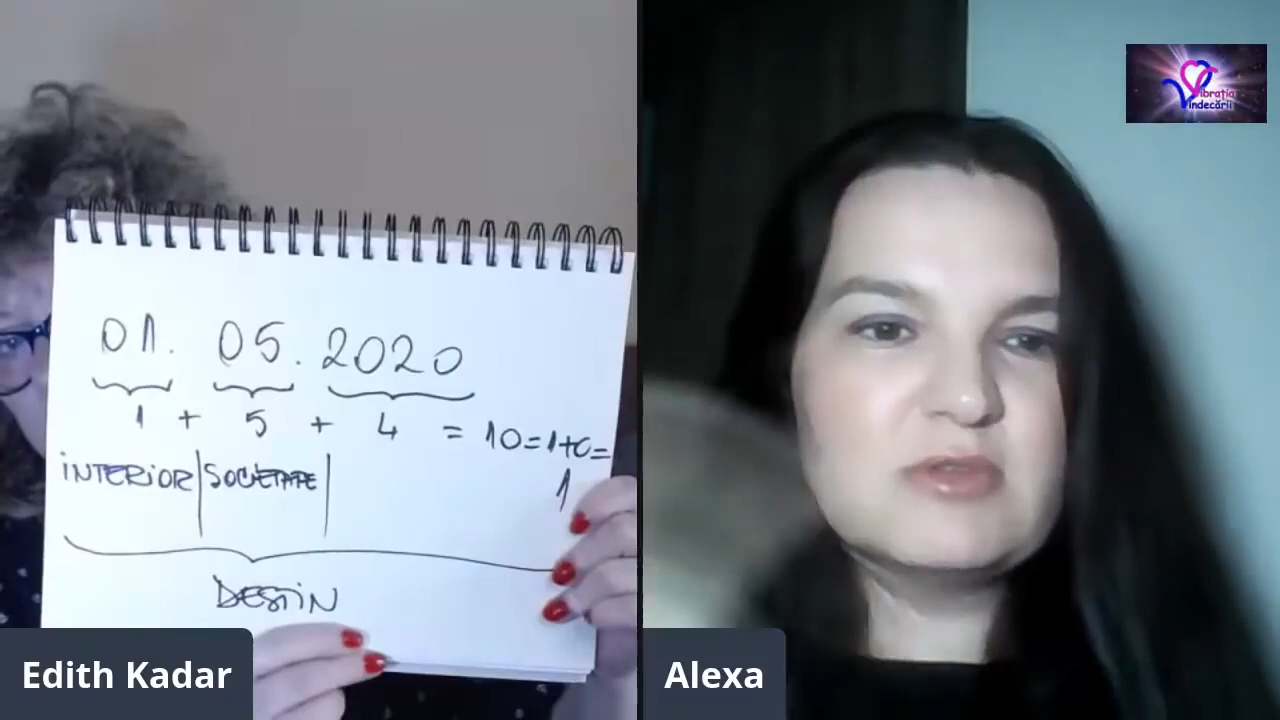 01. 05. 2020
1 + 5 + 4 = 10=1+0=
1
INTERIOR SOCIETATE
DESTIN
Edith Kadar
Alexa
Vibrația
Vindecării